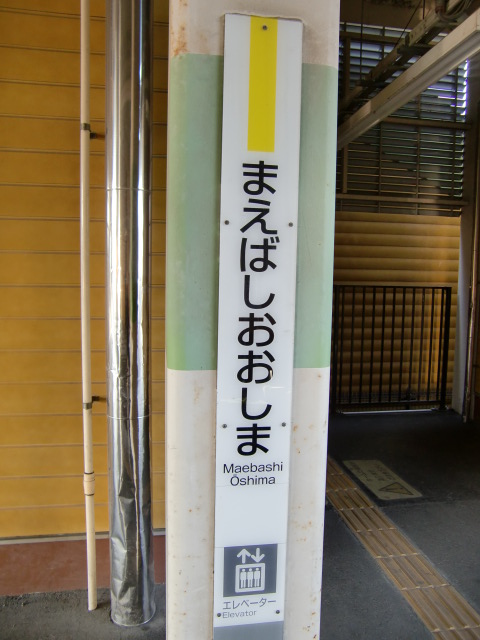 まえばしおおしま
Maebashi
Ōshima
エレベーター
Elevator